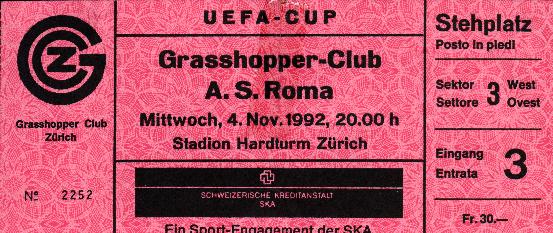 GCZ
Grasshopper Club
Zürich
Nº 2252
UEFA-CUP
Grasshopper-Club
A. S. Roma
Mittwoch, 4. Nov. 1992, 20.00 h
Stadion Hardturm Zürich
SCHWEIZERISCHE KREDITANSTALT
SKA
Ein Sport-Engagement der SKA
Stehplatz
Posto in piedi
Sektor 3 West
Settore Ovest
Eingang 3
Entrata
Fr. 30.—